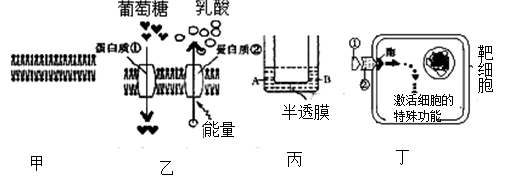 葡萄糖 乳酸
蛋白质① 蛋白质②
能量
A B
半透膜
① 酶
②
激活细胞的
特殊功能
靶细胞
甲 乙 丙 丁